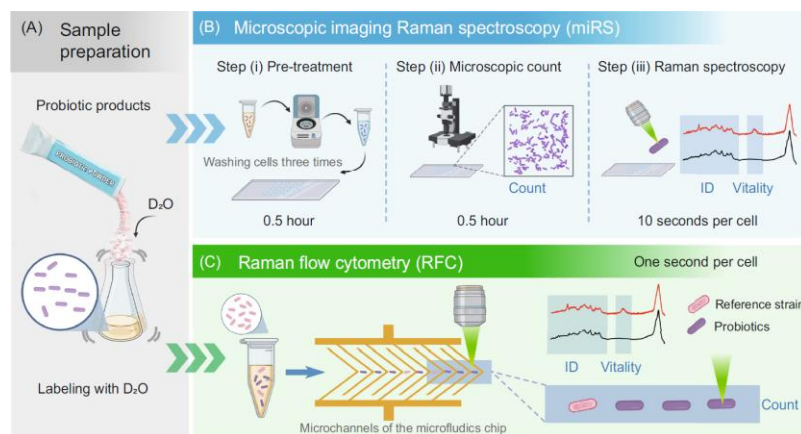 (A)
Sample
preparation
Probiotic products
PROBIOTIC POWDER
D₂O
Labeling with D₂O
(B) Microscopic imaging Raman spectroscopy (miRS)
Step (i) Pre-treatment
Washing cells three times
0.5 hour
Step (ii) Microscopic count
Count
0.5 hour
Step (iii) Raman spectroscopy
ID Vitality
10 seconds per cell
(C) Raman flow cytometry (RFC)
One second per cell
Microchannels of the microfludics chip
ID Vitality
Reference strain
Probiotics
Count